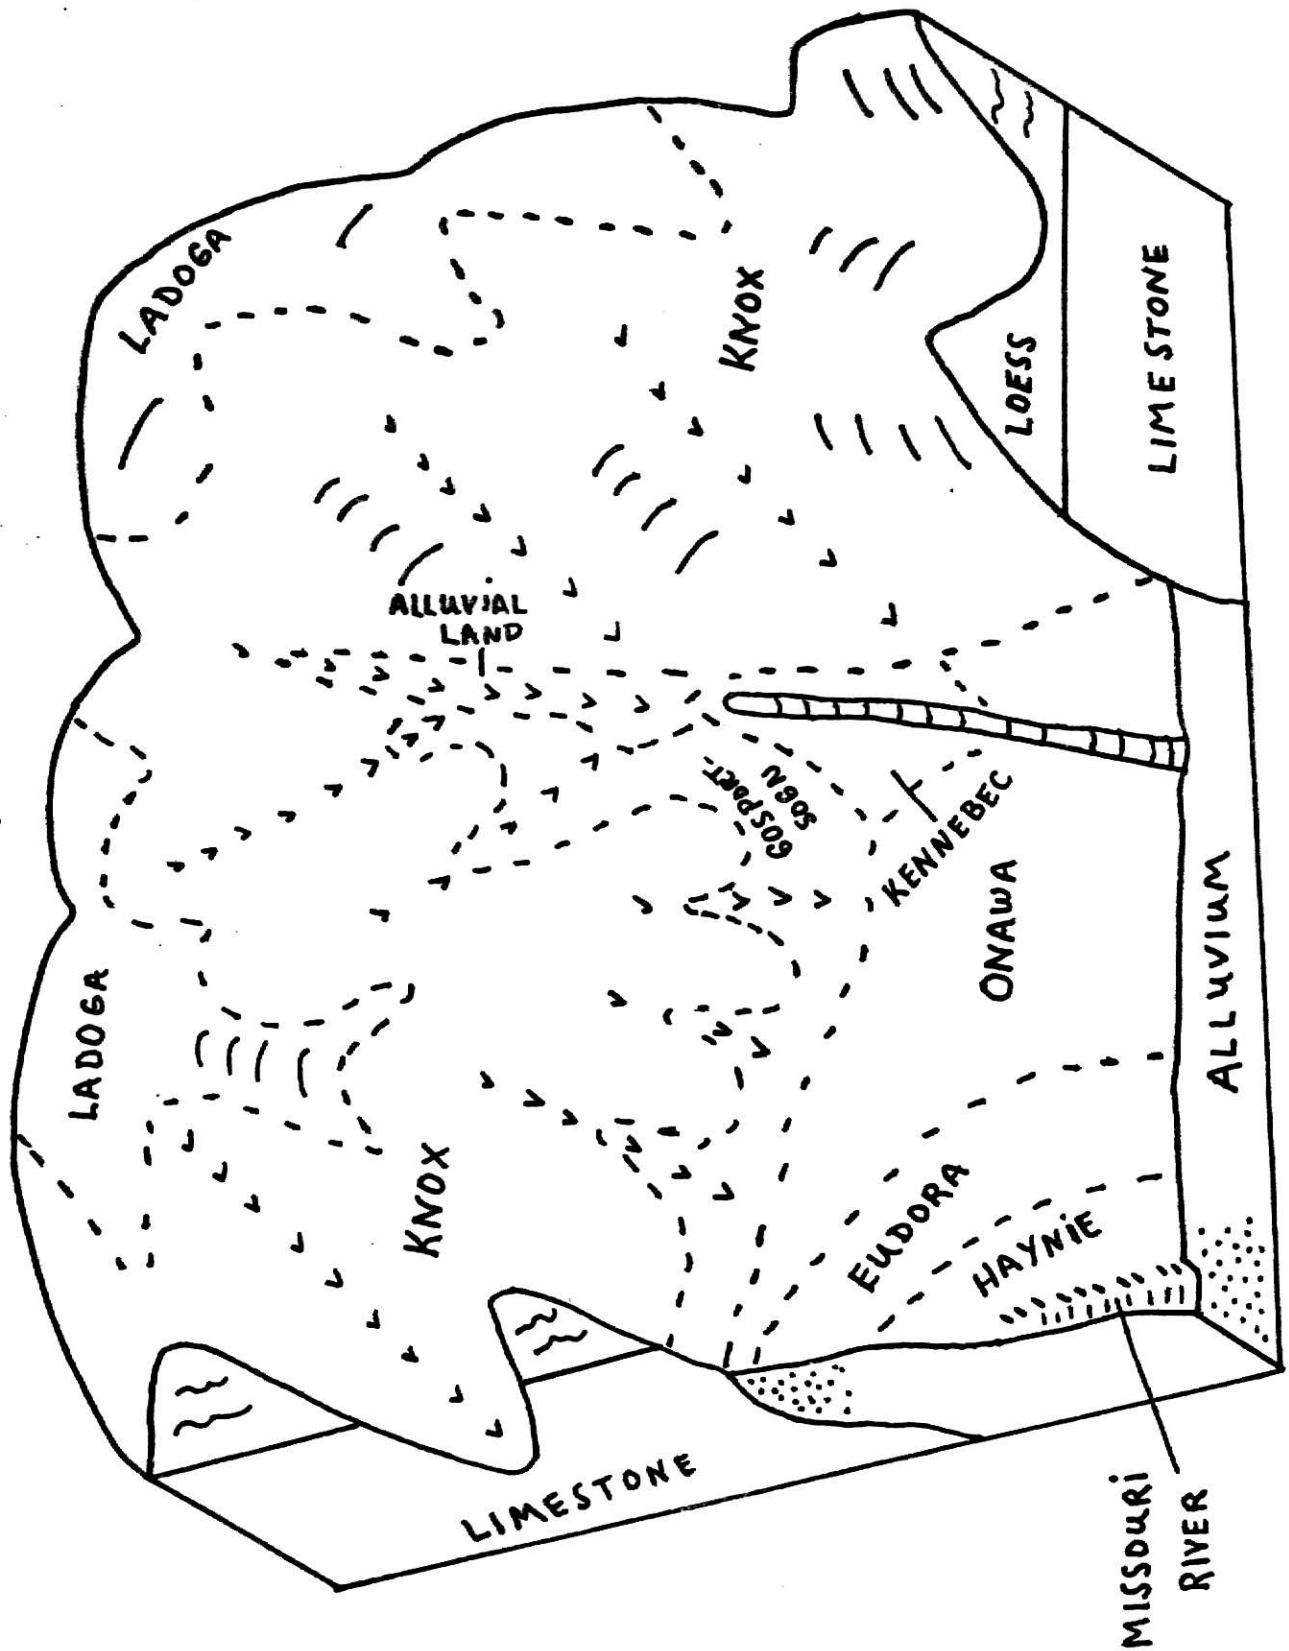 LADOGA
LADOGA
ALLUVIAL
LAND
KNOX
KNOX
LIMESTONE
GOSPORT-
SOGN
KENNEBEC
EUDORA
ONAWA
LOESS
HAYNIE
LIMESTONE
ALLUVIUM
MISSOURI
RIVER